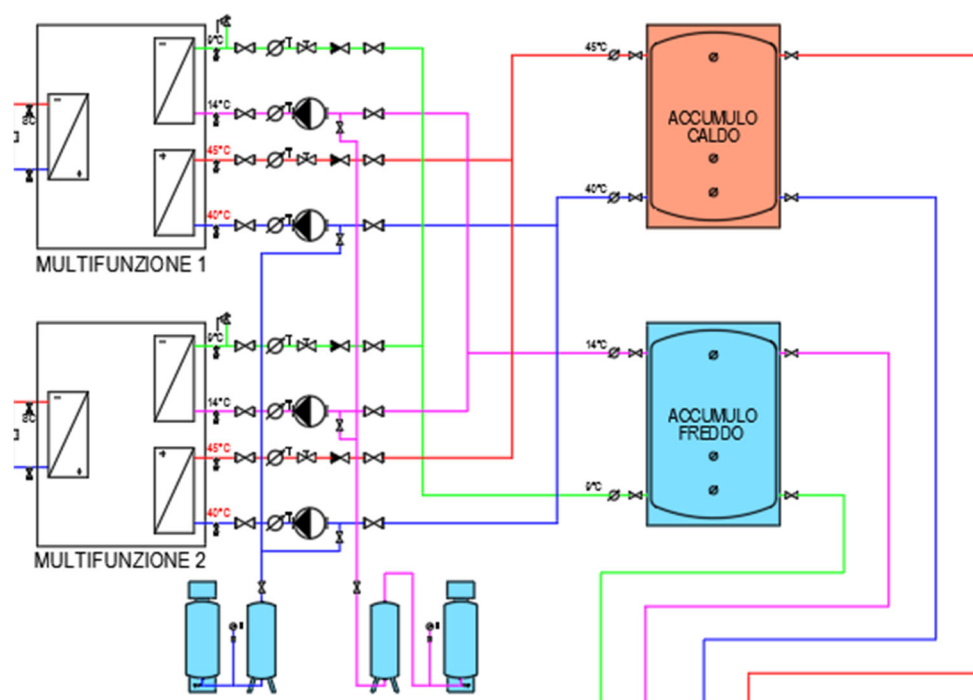 9°C
T
14°C
T
45°C
T
40°C
T
MULTIFUNZIONE 1
9°C
T
14°C
T
45°C
T
40°C
T
MULTIFUNZIONE 2
45°C
ACCUMULO
CALDO
40°C
14°C
ACCUMULO
FREDDO
9°C